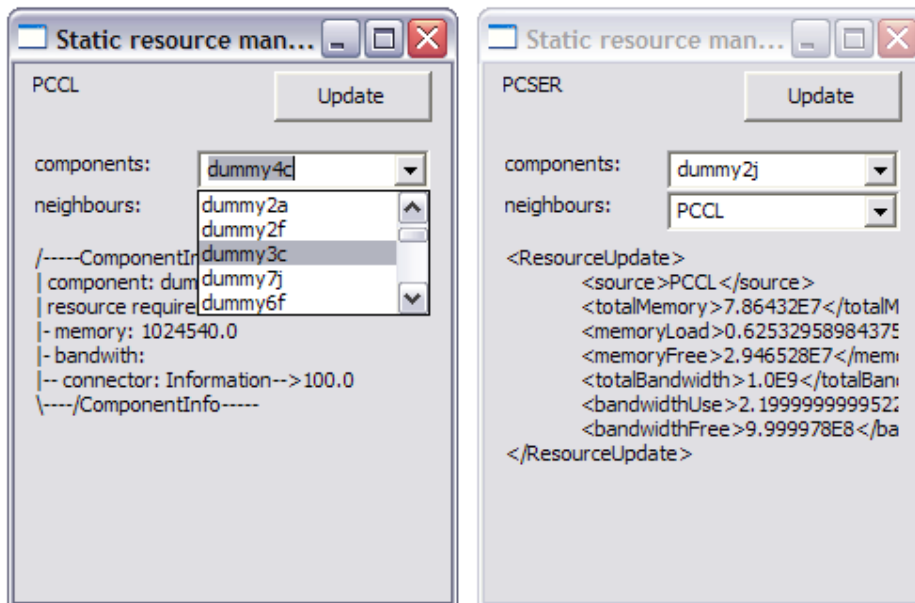 Static resource man...
PCCL
Update
components:
dummy4c
neighbours:
dummy2a
dummy2f
dummy3c
dummy7j
dummy6f
/-----ComponentIn
| component: dum
| resource require
|- memory: 1024540.0
|- bandwith:
|-- connector: Information-->100.0
\----/ComponentInfo-----
Static resource man...
PCSER
Update
components:
dummy2j
neighbours:
PCCL
<ResourceUpdate>
<source>PCCL</source>
<totalMemory>7.86432E7</totalM
<memoryLoad>0.62532958984375
<memoryFree>2.946528E7</memo
<totalBandwidth>1.0E9</totalBan
<bandwidthUse>2.1999999999522
<bandwidthFree>9.999978E8</ba
</ResourceUpdate>